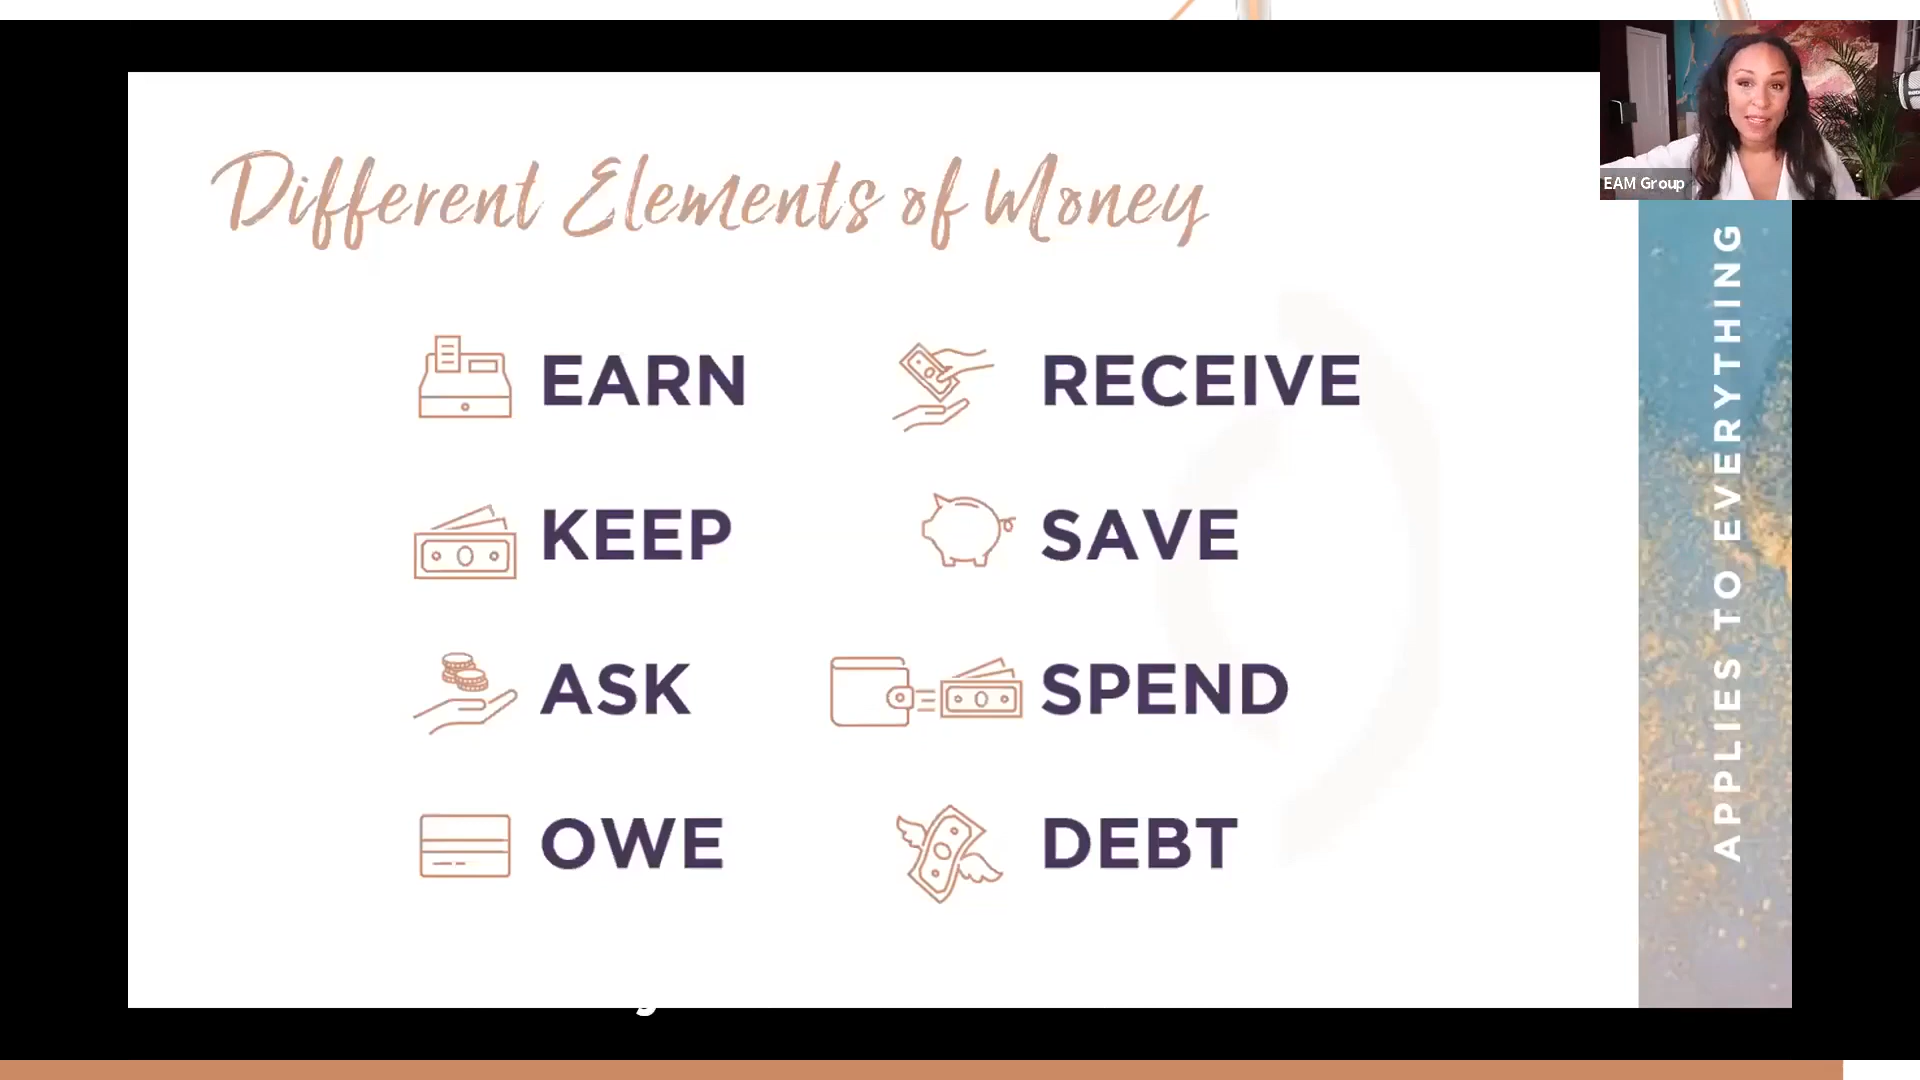 EAM Group
Different Elements of Money
EARN
RECEIVE
KEEP
SAVE
ASK
SPEND
OWE
DEBT
APPLIES TO EVERYTHING